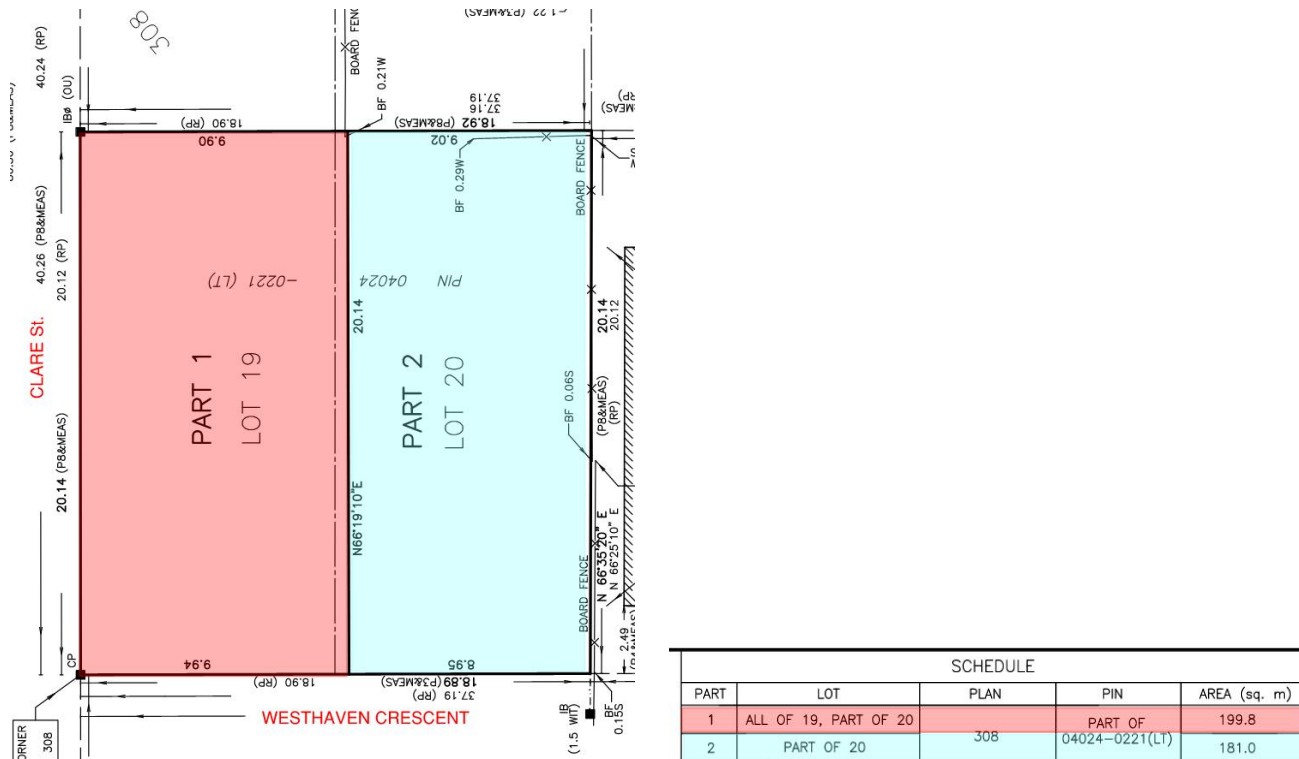 308
40.24 (RP)
IBØ (OU)
BOARD FENC
BF 0.21W
37.19
37.16
18.92 (P8&MEAS)
18.90 (RP)
9.90
9.02
BF 0.29W
BOARD FENCE
40.26 (P8&MEAS)
20.12 (RP)
PIN 04024 -0221 (LT)
CLARE St.
20.14
20.14
20.12
(P8&MEAS)
(RP)
PART 1
LOT 19
PART 2
LOT 20
BF 0.06S
20.14 (P8&MEAS)
N66°19'10"E
N 66°35'20" E
N 66°25'10" E
BOARD FENCE
2.49
CP
9.94
8.95
18.90 (RP)
18.89 (P3&MEAS)
37.19 (RP)
WESTHAVEN CRESCENT
IB
(1.5 WIT)
BF
0.15S
ORNER
308
SCHEDULE
PART LOT PLAN PIN AREA (sq. m)
1 ALL OF 19, PART OF 20 308 PART OF 04024-0221(LT) 199.8
2 PART OF 20 181.0